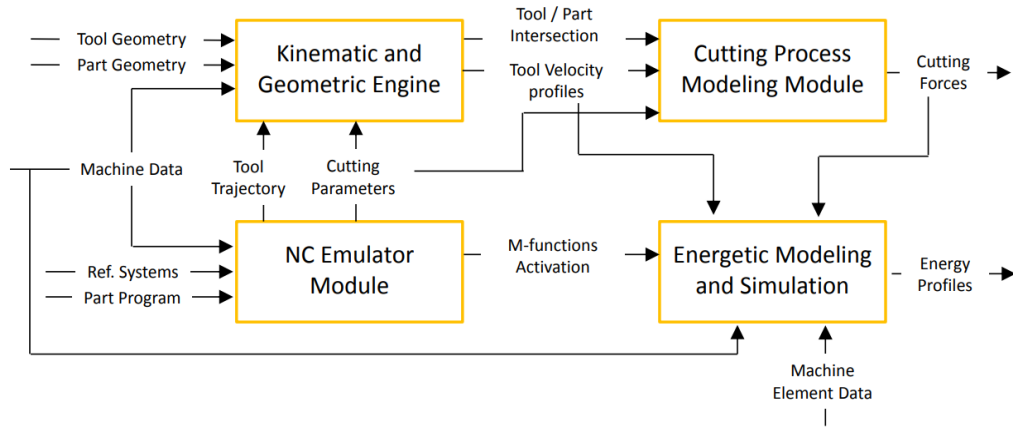 Tool Geometry
Part Geometry
Kinematic and
Geometric Engine
Tool / Part
Intersection
Tool Velocity
profiles
Cutting Process
Modeling Module
Cutting
Forces
Machine Data
Tool
Trajectory
Cutting
Parameters
Ref. Systems
Part Program
NC Emulator
Module
M-functions
Activation
Energetic Modeling
and Simulation
Energy
Profiles
Machine
Element Data